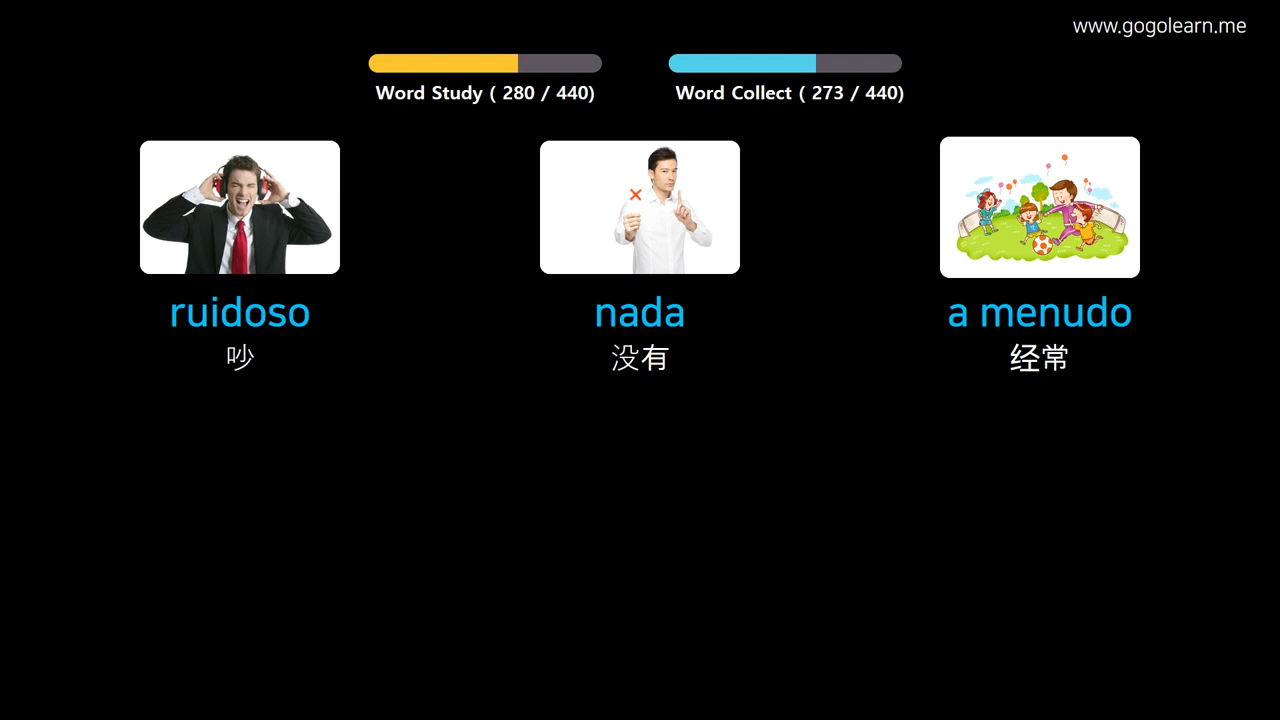 www.gogolearn.me
Word Study ( 280 / 440)
Word Collect ( 273 / 440)
ruidoso
吵
nada
没有
a menudo
经常